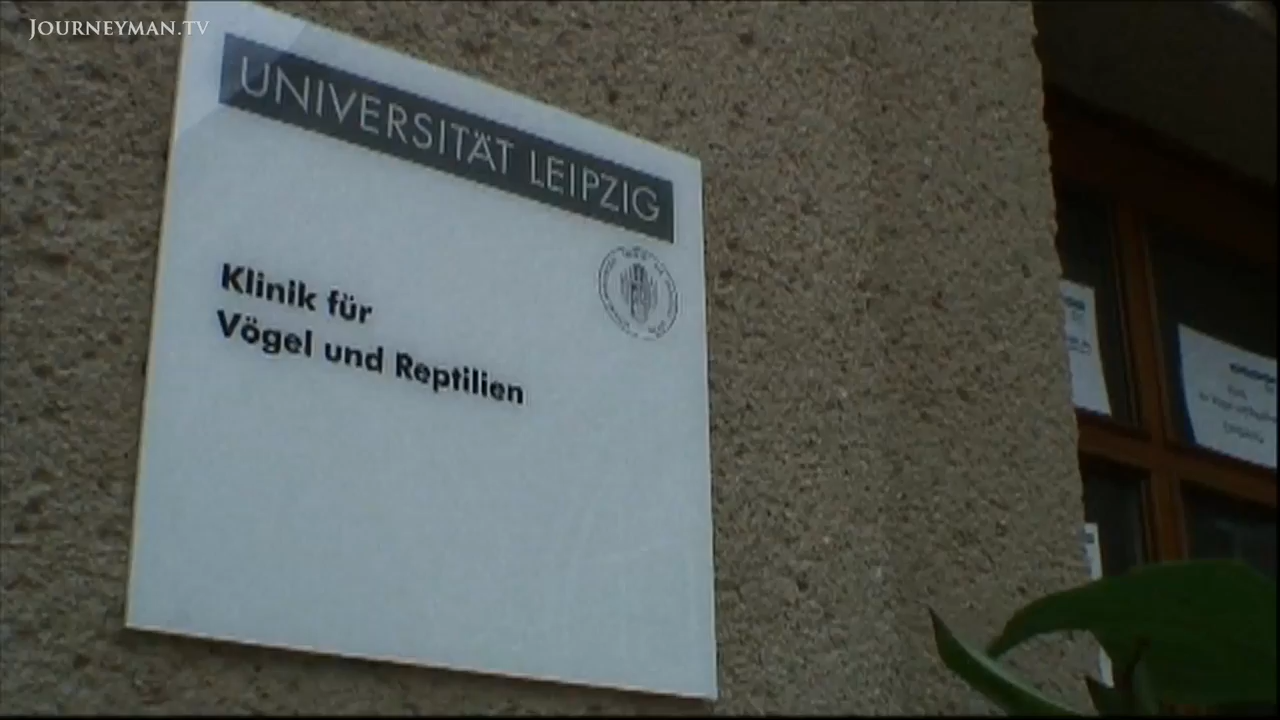 JOURNEYMAN.TV
UNIVERSITÄT LEIPZIG
Klinik für
Vögel und Reptilien